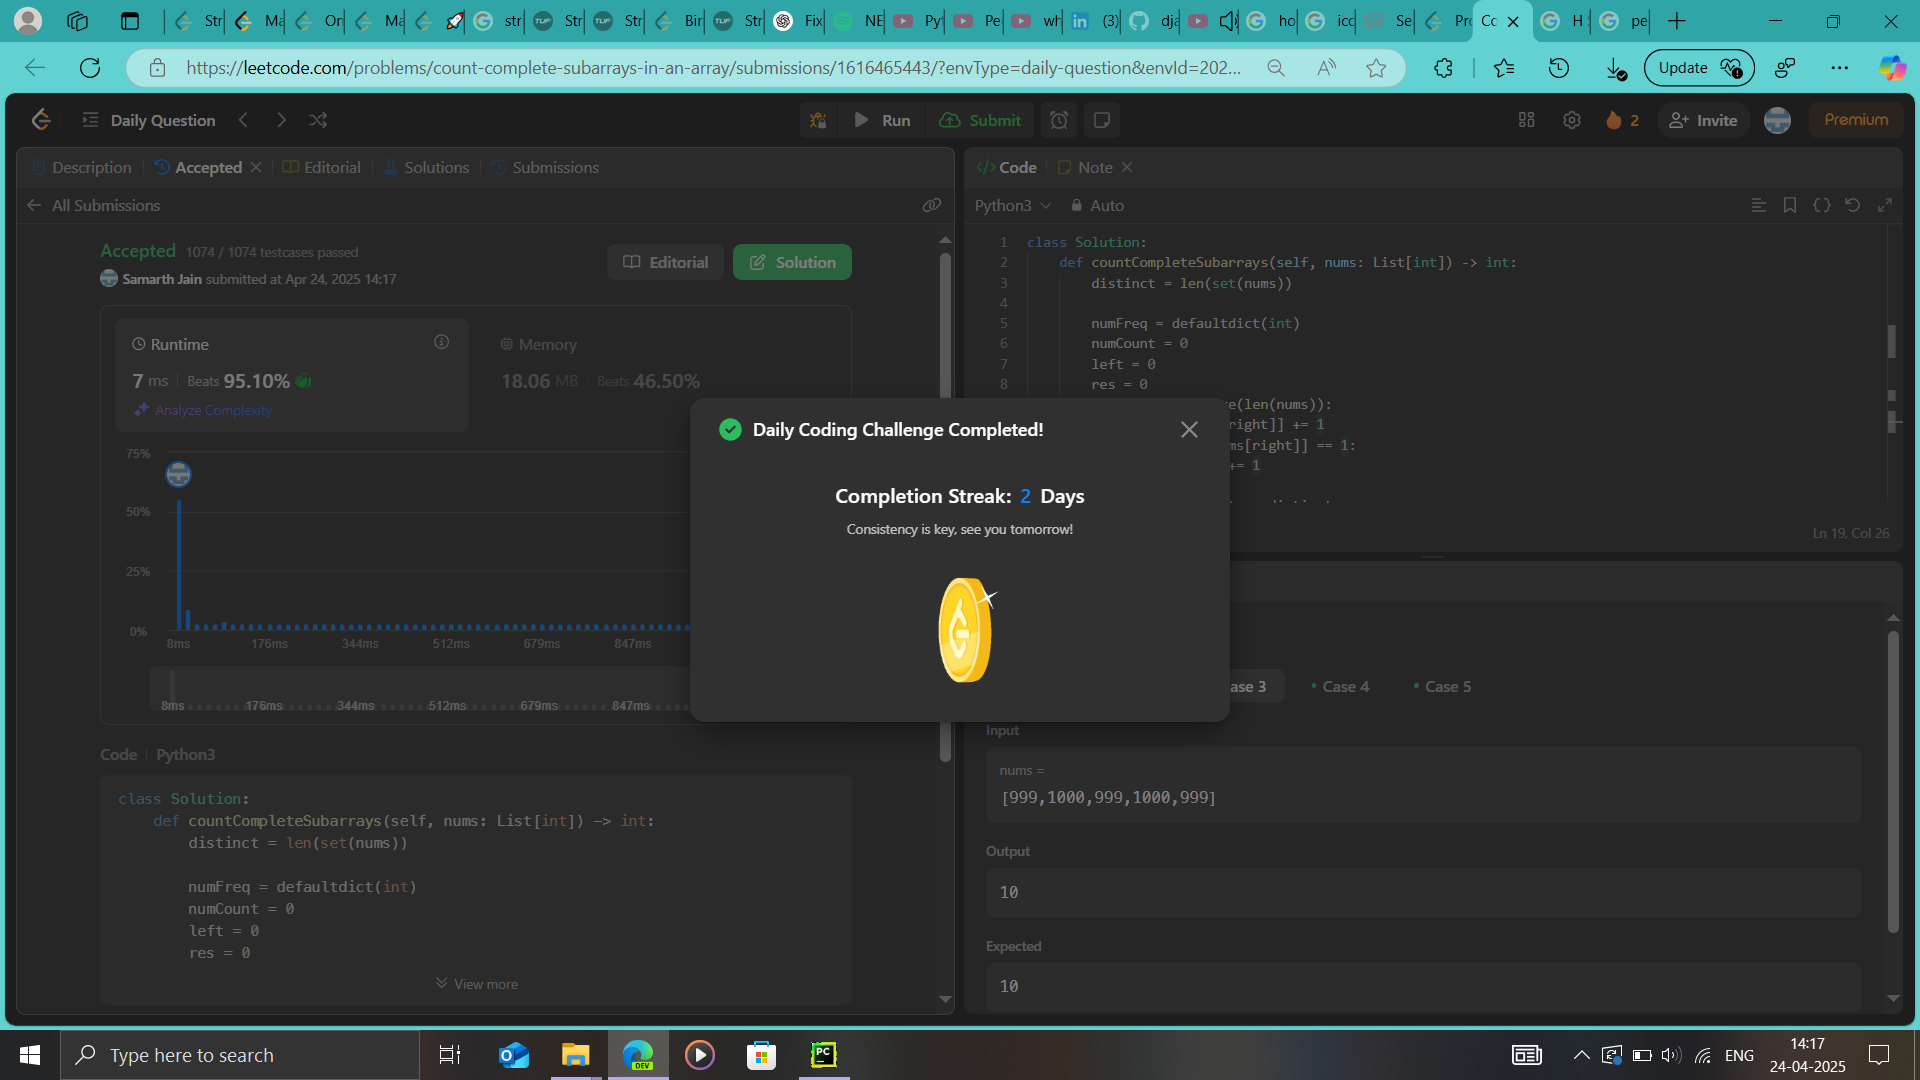 Str
Ma
On
Ma
str
Str
Str
Bir
Str
Fix
NE
Pyt
Pe
wh
(3)
dja
ho
icc
Se
Pro
Co
H
pe
https://leetcode.com/problems/count-complete-subarrays-in-an-array/submissions/1616465443/?envType=daily-question&envId=202...
Update
Daily Question
Run
Submit
2
Invite
Premium
Description
Accepted
Editorial
Solutions
Submissions
All Submissions
Accepted 1074 / 1074 testcases passed
Samarth Jain submitted at Apr 24, 2025 14:17
Editorial
Solution
Runtime
7 ms | Beats 95.10%
Analyze Complexity
Memory
18.06 MB | Beats 46.50%
75%
50%
25%
0%
8ms 176ms 344ms 512ms 679ms 847ms
8ms 176ms 344ms 512ms 679ms 847ms
Code | Python3
class Solution:
def countCompleteSubarrays(self, nums: List[int]) -> int:
distinct = len(set(nums))
numFreq = defaultdict(int)
numCount = 0
left = 0
res = 0
View more
Daily Coding Challenge Completed!
Completion Streak: 2 Days
Consistency is key, see you tomorrow!
</> Code
Note
Python3
Auto
1 class Solution:
2 def countCompleteSubarrays(self, nums: List[int]) -> int:
3 distinct = len(set(nums))
4
5 numFreq = defaultdict(int)
6 numCount = 0
7 left = 0
8 res = 0
e(len(nums)):
right]] += 1
ms[right]] == 1:
+= 1
Ln 19, Col 26
ase 3
Case 4
Case 5
Input
nums =
[999,1000,999,1000,999]
Output
10
Expected
10
Type here to search
DEV
PC
ENG
14:17
24-04-2025